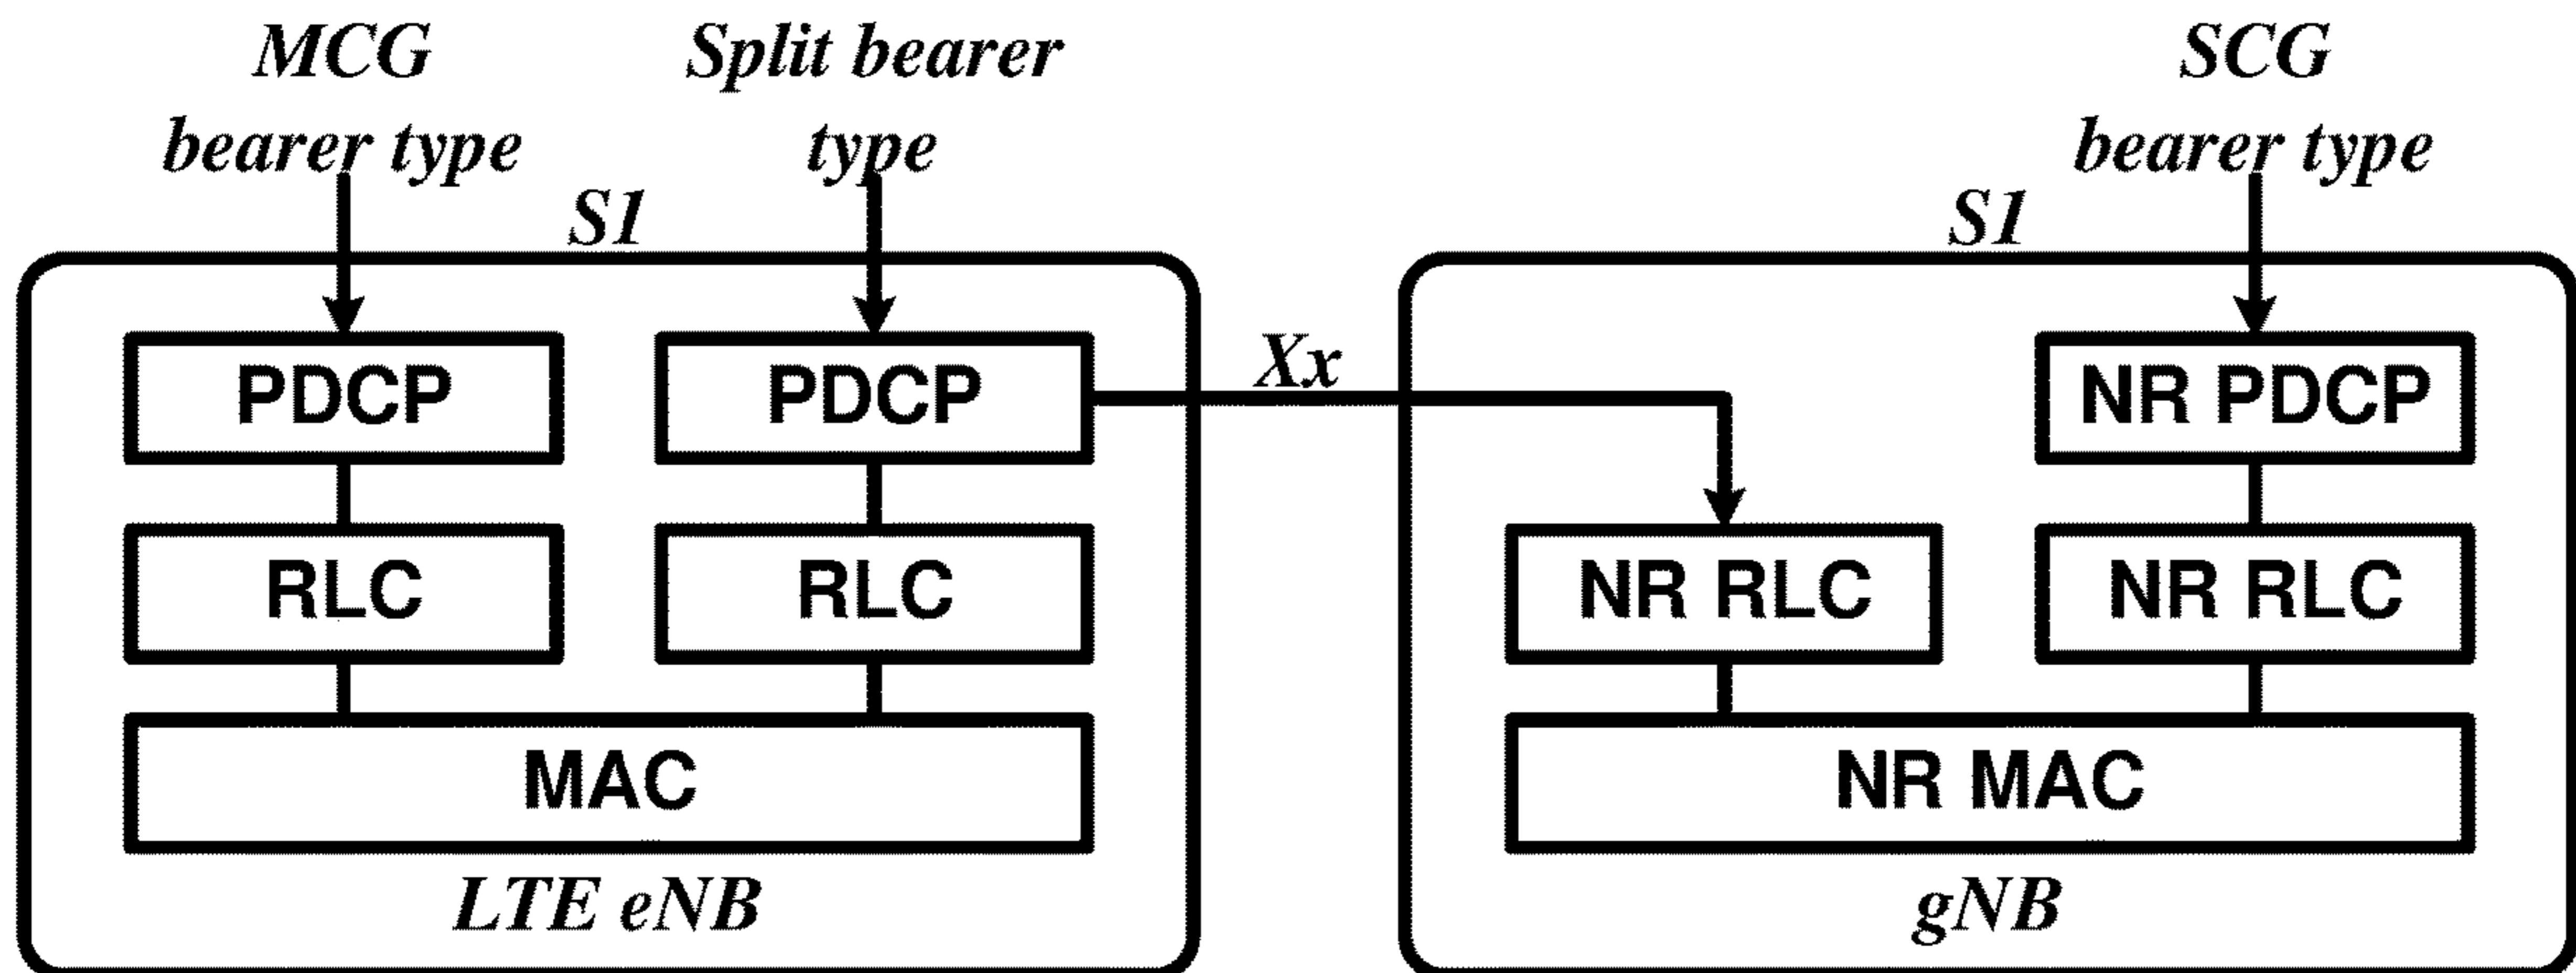 MCG
bearer type
Split bearer
type
SCG
bearer type
S1
S1
Xx
PDCP
PDCP
NR PDCP
RLC
RLC
NR RLC
NR RLC
MAC
NR MAC
LTE eNB
gNB